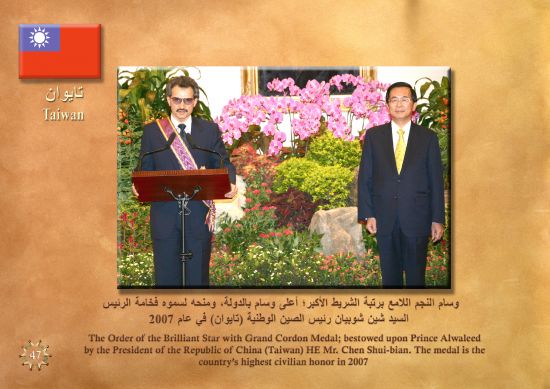 تايوان
Taiwan
وسام النجم اللامع برتبة الشريط الأكبر؛ أعلى وسام بالدولة، ومنحه لسموه فخامة الرئيس
السيد شين شوبيان رئيس الصين الوطنية (تايوان) في عام 2007
The Order of the Brilliant Star with Grand Cordon Medal; bestowed upon Prince Alwaleed
by the President of the Republic of China (Taiwan) HE Mr. Chen Shui-bian. The medal is the
country's highest civilian honor in 2007
47